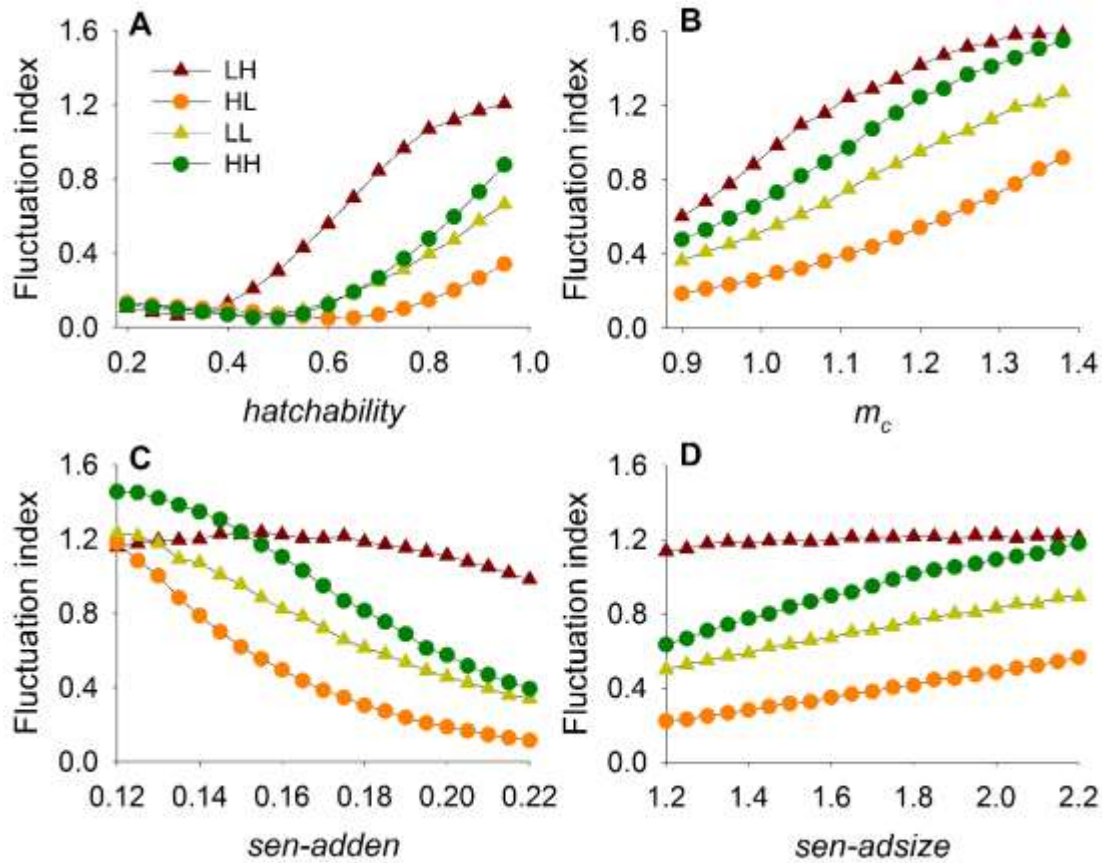 A
Fluctuation index
1.6
1.2
0.8
0.4
0.0
LH
HL
LL
HH
0.2 0.4 0.6 0.8 1.0
hatchability
B
Fluctuation index
1.6
1.2
0.8
0.4
0.0
0.9 1.0 1.1 1.2 1.3 1.4
mc
C
Fluctuation index
1.6
1.2
0.8
0.4
0.0
0.12 0.14 0.16 0.18 0.20 0.22
sen-adden
D
Fluctuation index
1.6
1.2
0.8
0.4
0.0
1.2 1.4 1.6 1.8 2.0 2.2
sen-adsize